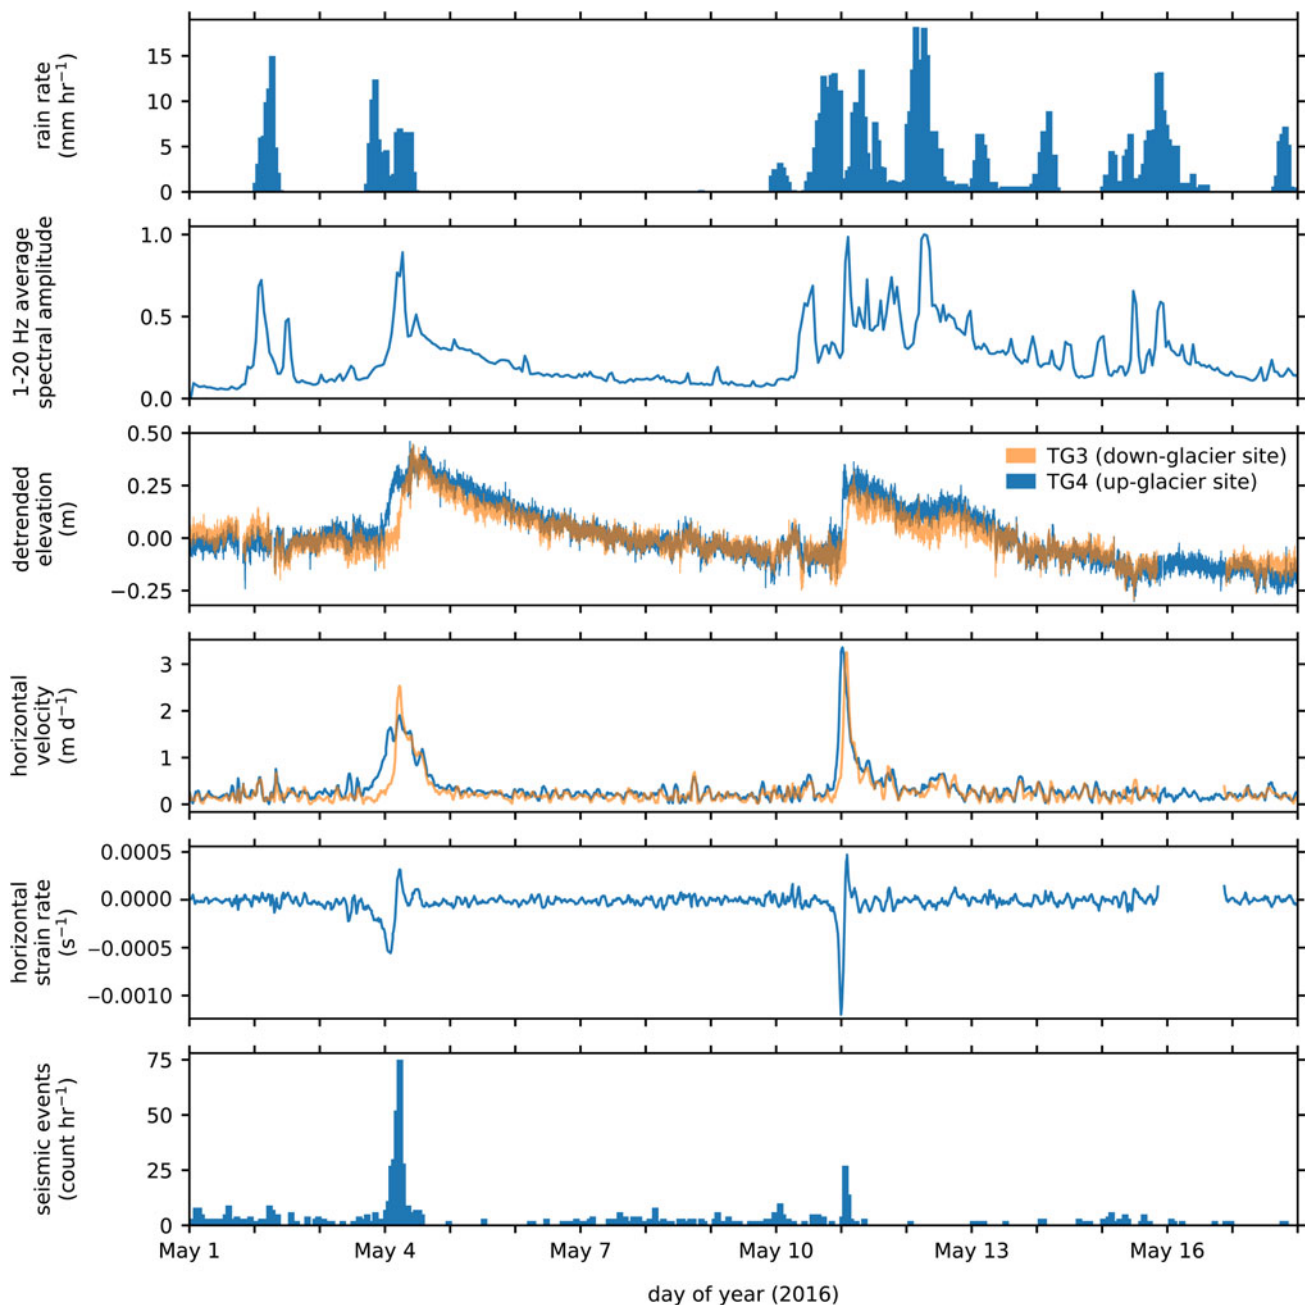 rain rate
(mm hr⁻¹)
15
10
5
0
1-20 Hz average
spectral amplitude
1.0
0.5
0.0
detrended
elevation
(m)
0.50
0.25
0.00
−0.25
TG3 (down-glacier site)
TG4 (up-glacier site)
horizontal
velocity
(m d⁻¹)
3
2
1
0
horizontal
strain rate
(s⁻¹)
0.0005
0.0000
−0.0005
−0.0010
seismic events
(count hr⁻¹)
75
50
25
0
May 1 May 4 May 7 May 10 May 13 May 16
day of year (2016)